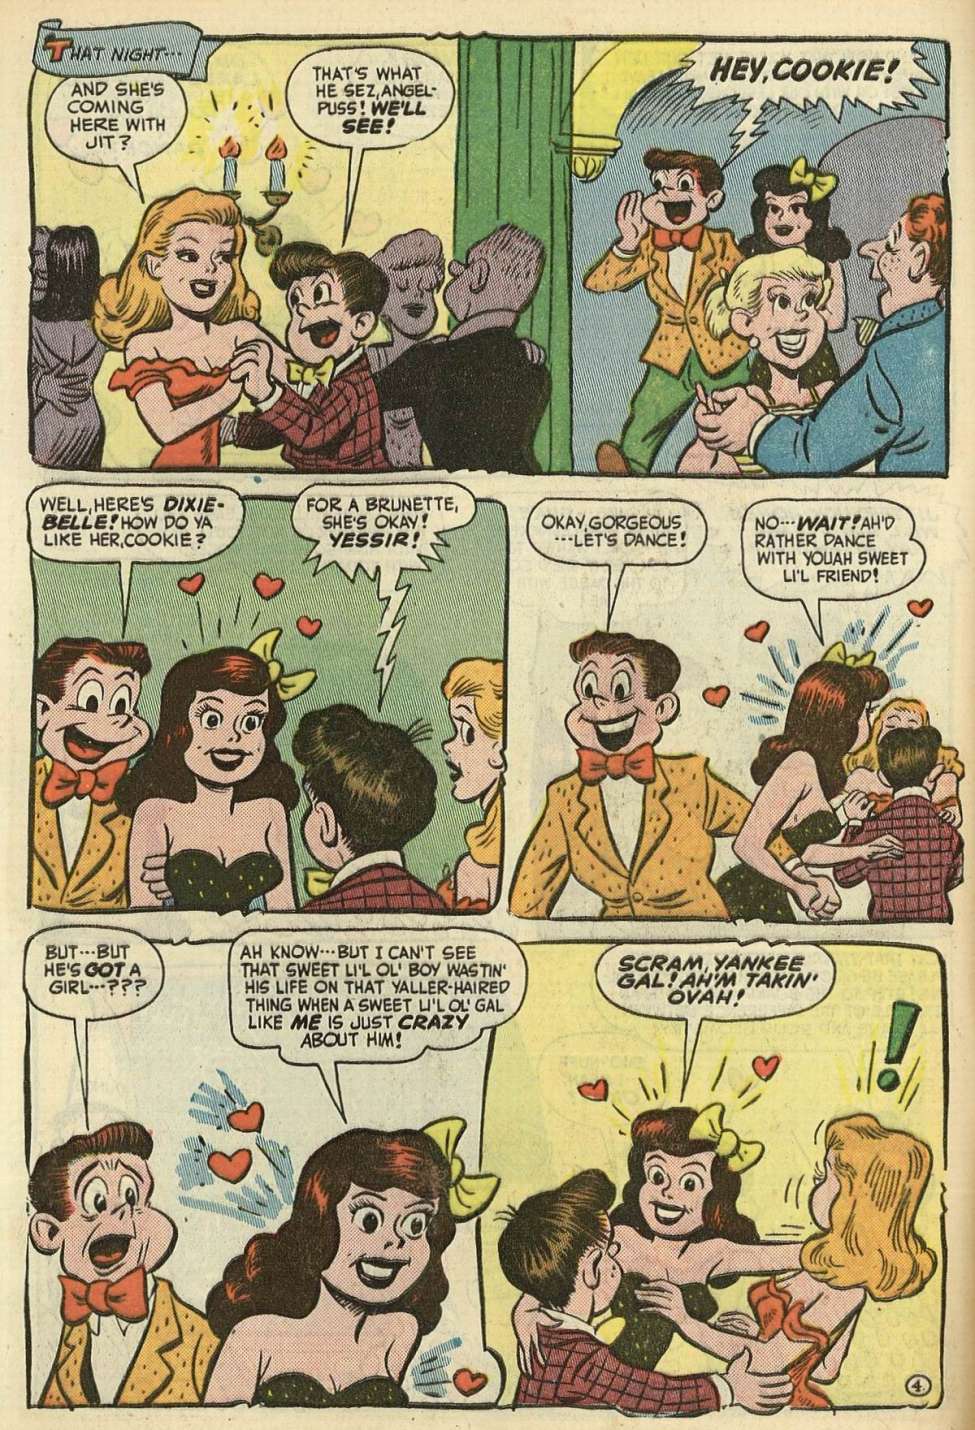 THAT NIGHT---
AND SHE'S
COMING
HERE WITH
JIT?
THAT'S WHAT
HE SEZ, ANGEL-
PUSS! WE'LL
SEE!
HEY, COOKIE!
WELL, HERE'S DIXIE-
BELLE! HOW DO YA
LIKE HER, COOKIE?
FOR A BRUNETTE,
SHE'S OKAY!
YESSIR!
OKAY, GORGEOUS
---LET'S DANCE!
NO---WAIT! AH'D
RATHER DANCE
WITH YOUAH SWEET
LI'L FRIEND!
BUT---BUT
HE'S GOT A
GIRL---???
AH KNOW---BUT I CAN'T SEE
THAT SWEET LI'L OL' BOY WASTIN'
HIS LIFE ON THAT YALLER-HAIRED
THING WHEN A SWEET LI'L OL' GAL
LIKE ME IS JUST CRAZY
ABOUT HIM!
SCRAM, YANKEE
GAL! AH'M TAKIN'
OVAH!
!
4